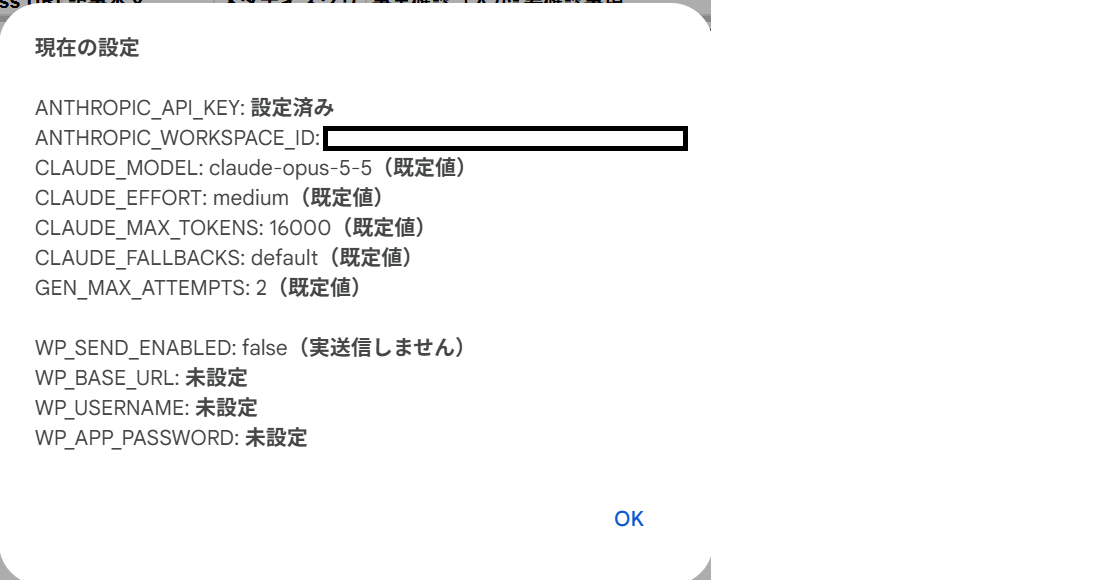 現在の設定
ANTHROPIC_API_KEY: 設定済み
ANTHROPIC_WORKSPACE_ID:
CLAUDE_MODEL: claude-opus-5-5（既定値）
CLAUDE_EFFORT: medium（既定値）
CLAUDE_MAX_TOKENS: 16000（既定値）
CLAUDE_FALLBACKS: default（既定値）
GEN_MAX_ATTEMPTS: 2（既定値）
WP_SEND_ENABLED: false（実送信しません）
WP_BASE_URL: 未設定
WP_USERNAME: 未設定
WP_APP_PASSWORD: 未設定
OK